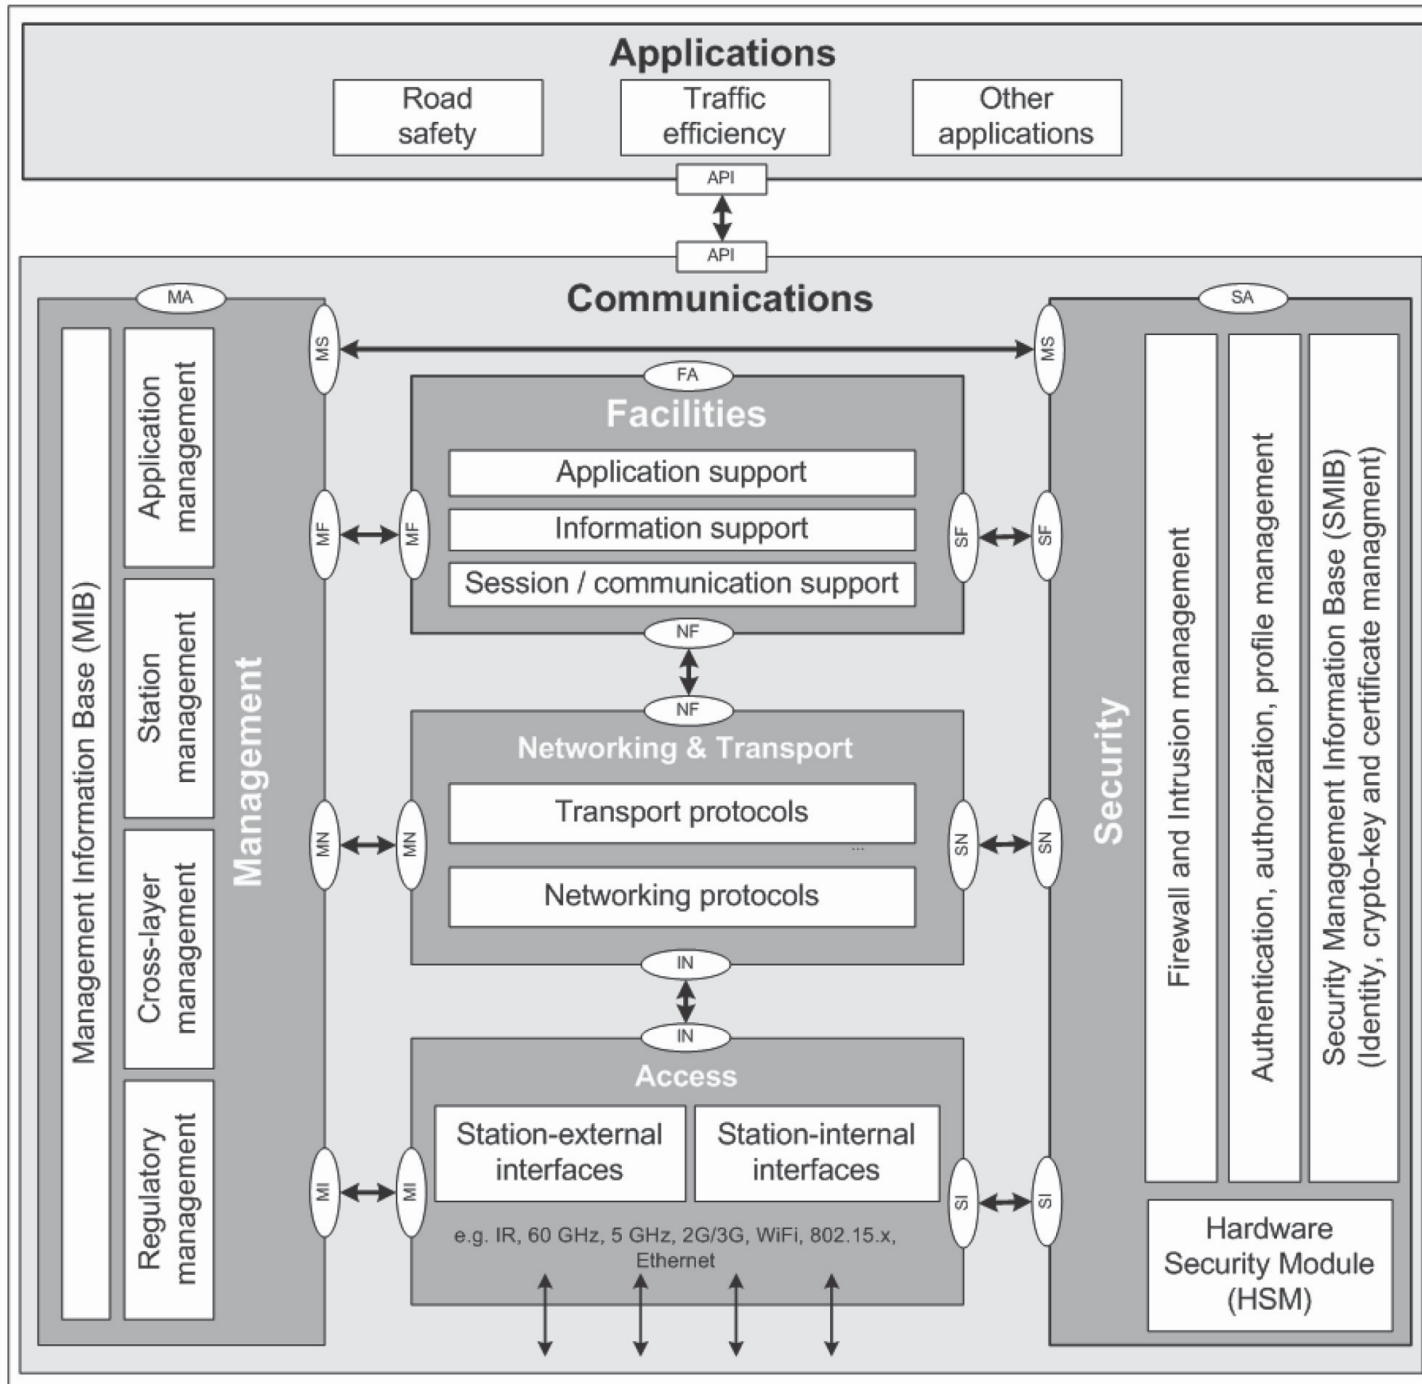 Applications
Road
safety
Traffic
efficiency
Other
applications
API
API
Communications
MA
Management Information Base (MIB)
Application
management
Station
management
Cross-layer
management
Regulatory
management
Management
MS
MS
MF
MF
MN
MN
MI
MI
FA
Facilities
Application support
Information support
Session / communication support
NF
NF
Networking & Transport
Transport protocols
...
Networking protocols
IN
IN
Access
Station-external
interfaces
Station-internal
interfaces
e.g. IR, 60 GHz, 5 GHz, 2G/3G, WiFi, 802.15.x,
Ethernet
SF
SF
SN
SN
SI
SI
SA
Security
Firewall and Intrusion management
Authentication, authorization, profile management
Security Management Information Base (SMIB)
(Identity, crypto-key and certificate managment)
Hardware
Security Module
(HSM)